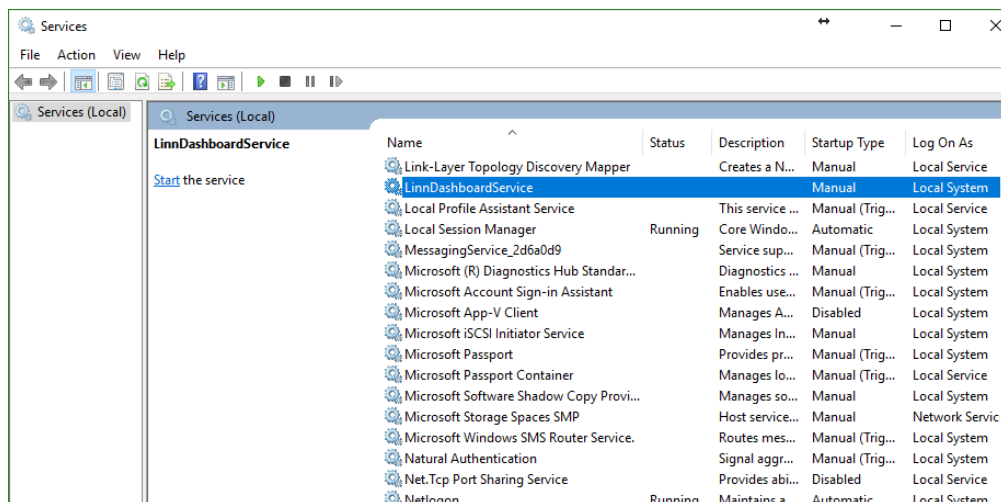 Services
File Action View Help
Services (Local)
Services (Local)
LinnDashboardService
Start the service
Name Status Description Startup Type Log On As
Link-Layer Topology Discovery Mapper Creates a N... Manual Local Service
LinnDashboardService Manual Local System
Local Profile Assistant Service This service ... Manual (Trig... Local Service
Local Session Manager Running Core Windo... Automatic Local System
MessagingService_2d6a0d9 Service sup... Manual (Trig... Local System
Microsoft (R) Diagnostics Hub Standar... Diagnostics ... Manual Local System
Microsoft Account Sign-in Assistant Enables use... Manual (Trig... Local System
Microsoft App-V Client Manages A... Disabled Local System
Microsoft iSCSI Initiator Service Manages In... Manual Local System
Microsoft Passport Provides pr... Manual (Trig... Local System
Microsoft Passport Container Manages lo... Manual (Trig... Local Service
Microsoft Software Shadow Copy Provi... Manages so... Manual Local System
Microsoft Storage Spaces SMP Host service... Manual Network Servic
Microsoft Windows SMS Router Service. Routes mes... Manual (Trig... Local System
Natural Authentication Signal aggr... Manual (Trig... Local System
Net.Tcp Port Sharing Service Provides abi... Disabled Local Service
Netlogon Running Maintains a Automatic Local System